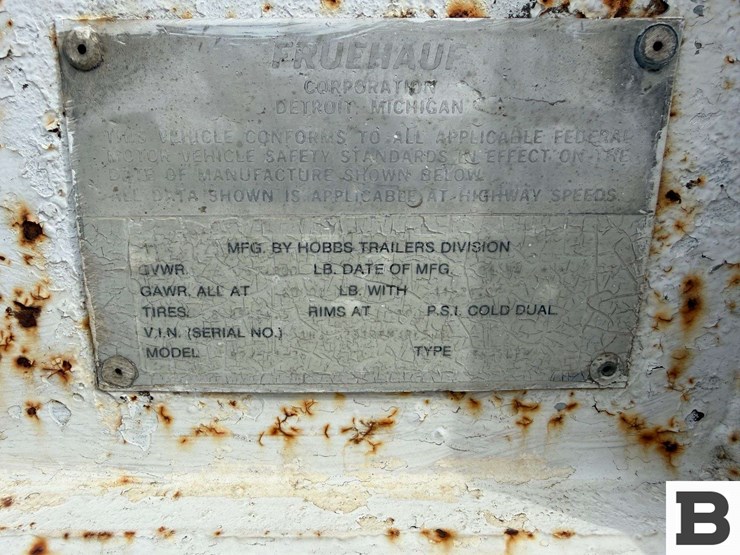 FRUEHAUF
CORPORATION
DETROIT MICHIGAN
THIS VEHICLE CONFORMS TO ALL APPLICABLE FEDERAL
MOTOR VEHICLE SAFETY STANDARDS IN EFFECT ON THE
DATE OF MANUFACTURE SHOWN BELOW
ALL DATA SHOWN IS APPLICABLE AT HIGHWAY SPEEDS
MFG. BY HOBBS TRAILERS DIVISION
GVWR. LB. DATE OF MFG.
GAWR. ALL AT LB. WITH
TIRES. RIMS AT P.S.I. COLD DUAL
V.I.N. (SERIAL NO.)
MODEL TYPE
B